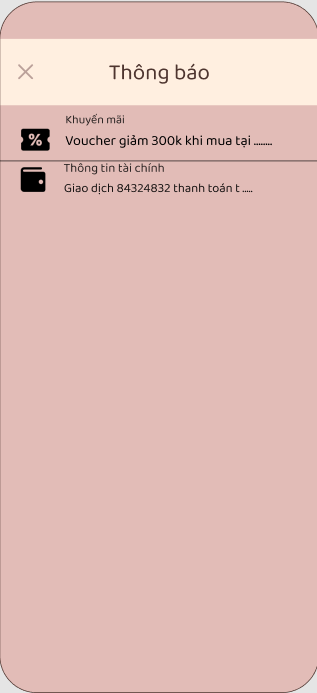 Thông báo
Khuyến mãi
%
Voucher giảm 300k khi mua tại ........
Thông tin tài chính
Giao dịch 84324832 thanh toán t .....